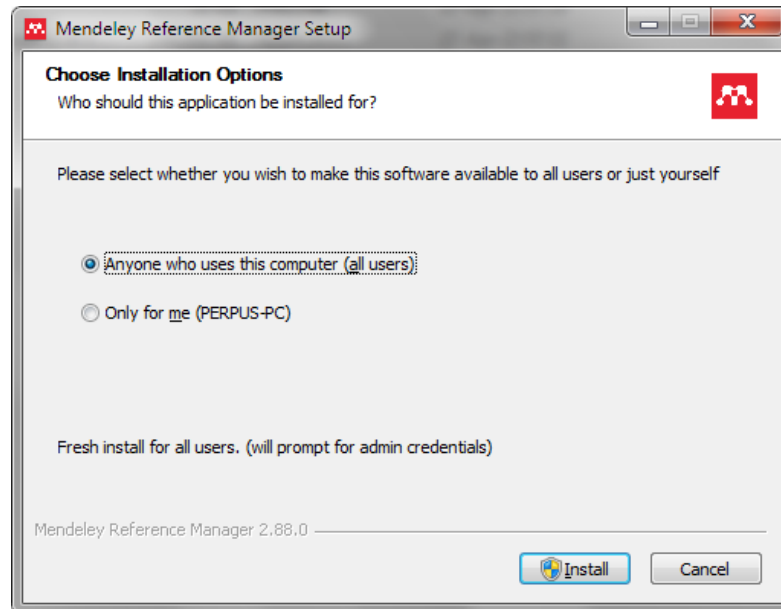 Mendeley Reference Manager Setup
Choose Installation Options
Who should this application be installed for?
Please select whether you wish to make this software available to all users or just yourself
Anyone who uses this computer (all users)
Only for me (PERPUS-PC)
Fresh install for all users. (will prompt for admin credentials)
Mendeley Reference Manager 2.88.0
Install
Cancel